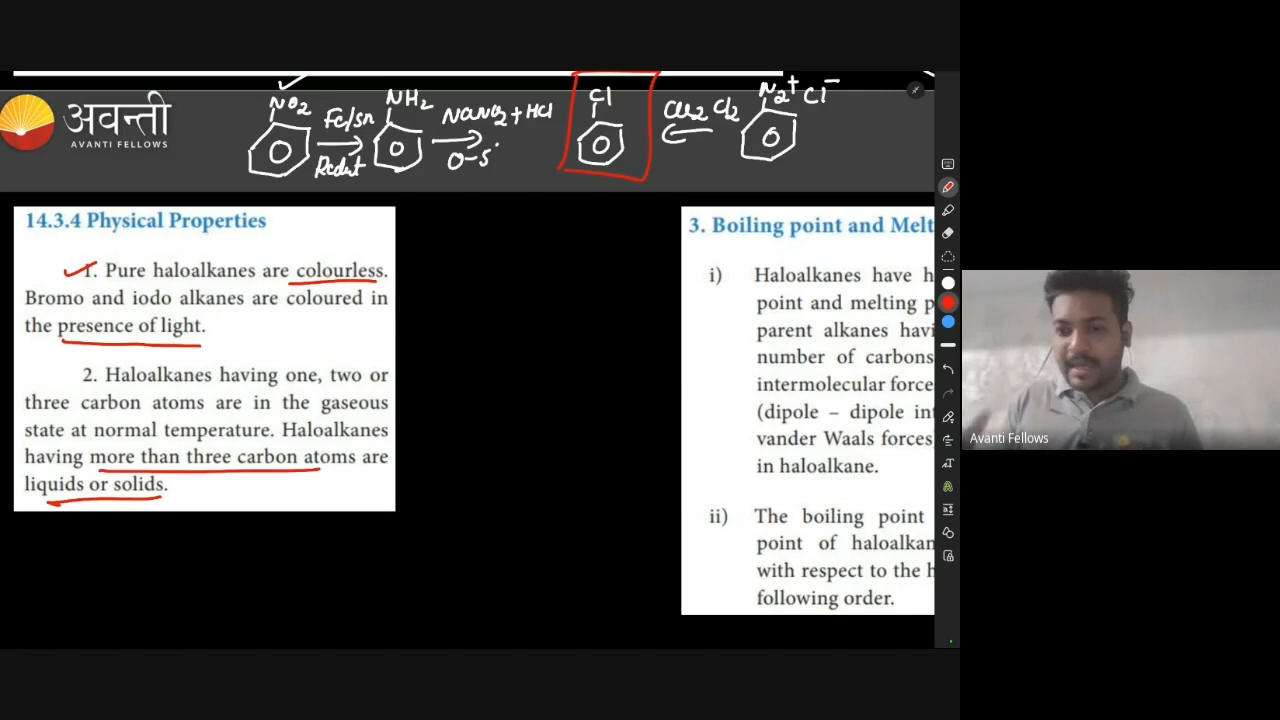 अवन्ती
AVANTI FELLOWS
NO2
Fe/Sn
Reduct
NH2
NaNO2 + HCl
0-5
Cl
Cu2 Cl2
N2+ Cl-
14.3.4 Physical Properties
1. Pure haloalkanes are colourless.
Bromo and iodo alkanes are coloured in
the presence of light.
2. Haloalkanes having one, two or
three carbon atoms are in the gaseous
state at normal temperature. Haloalkanes
having more than three carbon atoms are
liquids or solids.
3. Boiling point and Melt
i) Haloalkanes have h
point and melting p
parent alkanes havi
number of carbons
intermolecular force
(dipole – dipole int
vander Waals forces)
in haloalkane.
ii) The boiling point
point of haloalkan
with respect to the h
following order.
Avanti Fellows